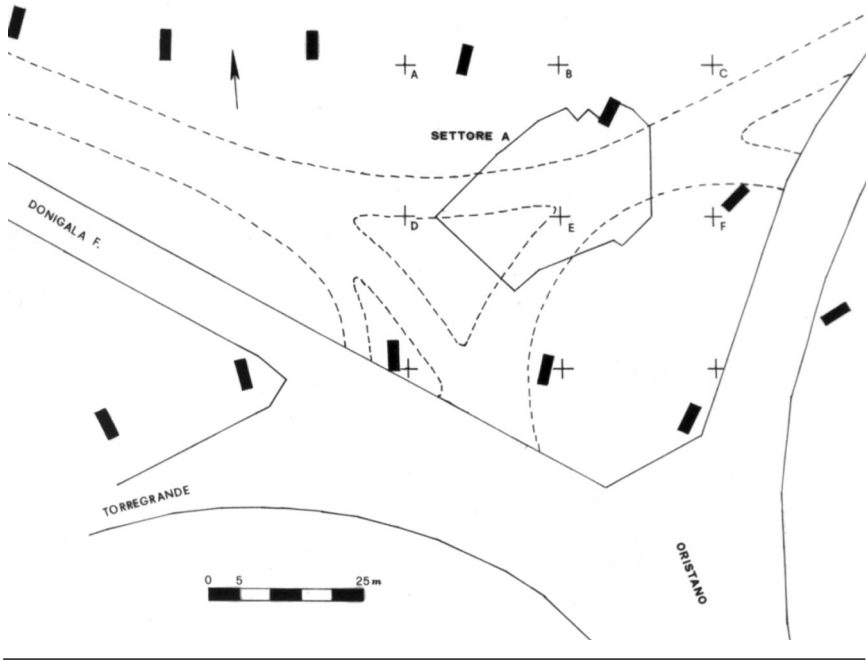 A
B
C
SETTORE A
DONIGALA F.
D
E
F
TORREGRANDE
ORISTANO
0 5 25 m